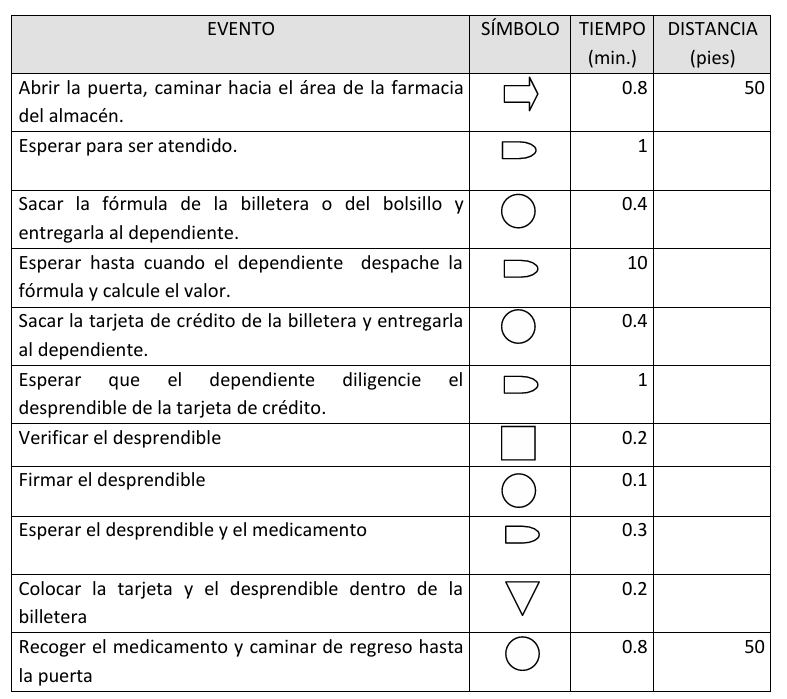 EVENTO SÍMBOLO TIEMPO DISTANCIA
(min.) (pies)
Abrir la puerta, caminar hacia el área de la farmacia 0.8 50
del almacén.
Esperar para ser atendido. 1
Sacar la fórmula de la billetera o del bolsillo y 0.4
entregarla al dependiente.
Esperar hasta cuando el dependiente despache la 10
fórmula y calcule el valor.
Sacar la tarjeta de crédito de la billetera y entregarla 0.4
al dependiente.
Esperar que el dependiente diligencie el 1
desprendible de la tarjeta de crédito.
Verificar el desprendible 0.2
Firmar el desprendible 0.1
Esperar el desprendible y el medicamento 0.3
Colocar la tarjeta y el desprendible dentro de la 0.2
billetera
Recoger el medicamento y caminar de regreso hasta 0.8 50
la puerta